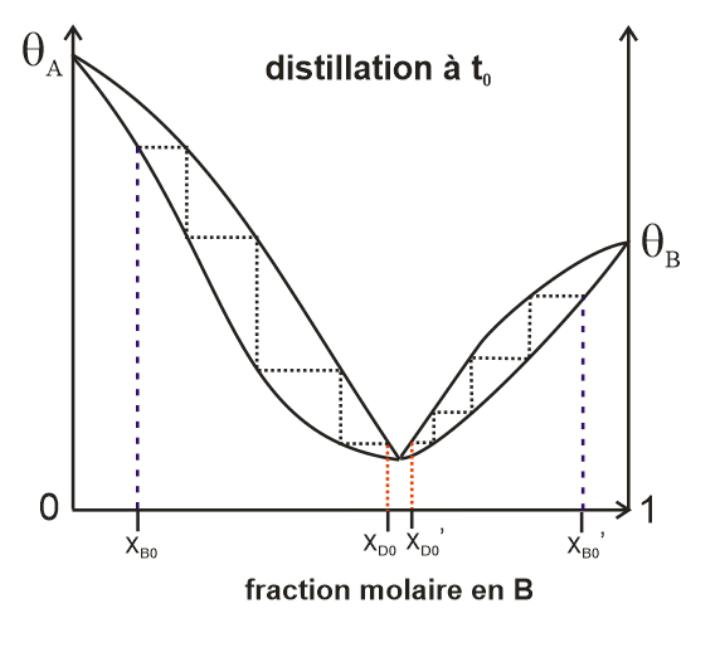 θA
distillation à t0
θB
0
1
XB0
XD0
XD0’
XB0’
fraction molaire en B